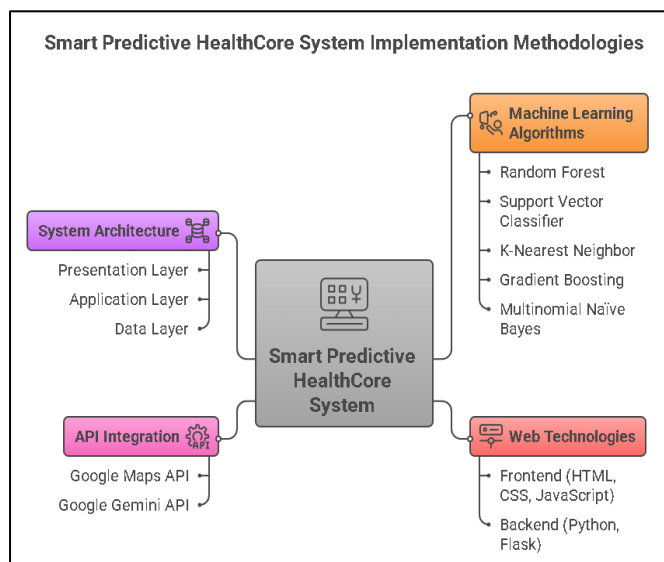 Smart Predictive HealthCore System Implementation Methodologies
Machine Learning
Algorithms
Random Forest
Support Vector
Classifier
K-Nearest Neighbor
Gradient Boosting
Multinomial Naïve
Bayes
System Architecture
Presentation Layer
Application Layer
Data Layer
Smart Predictive
HealthCore
System
API Integration
API
Google Maps API
Google Gemini API
Web Technologies
Frontend (HTML,
CSS, JavaScript)
Backend (Python,
Flask)